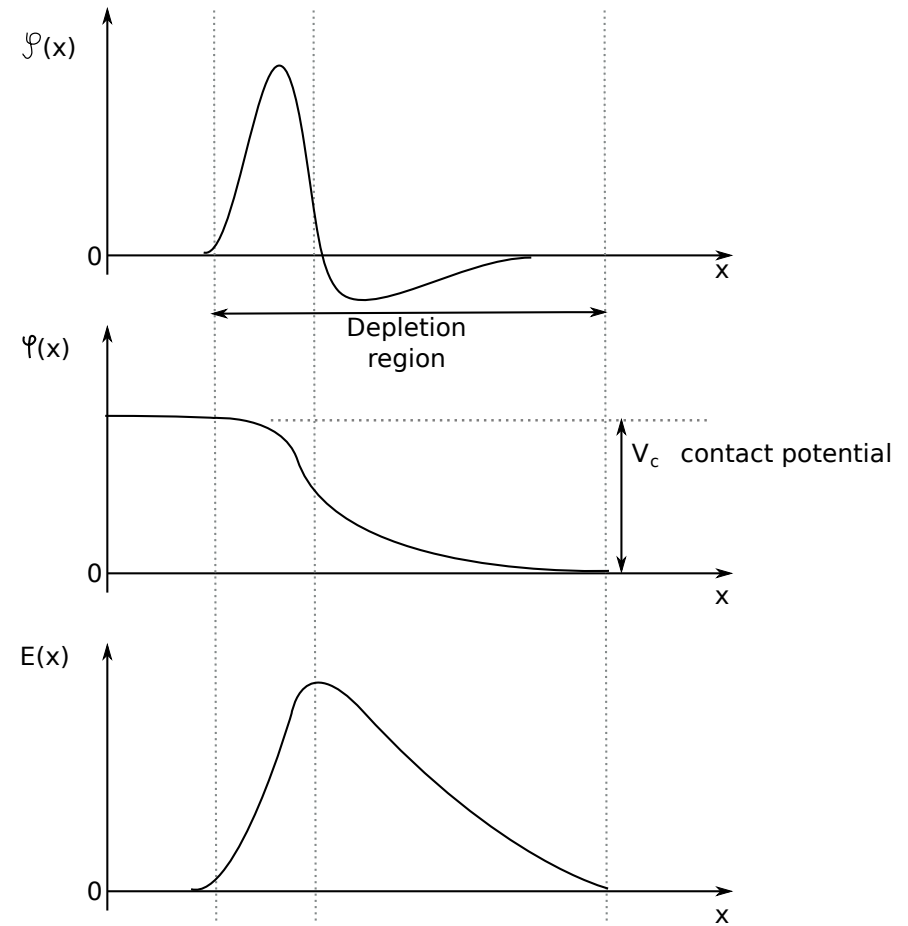 𝒫(x)
0
x
Depletion
region
φ(x)
0
V꜀ contact potential
x
E(x)
0
x